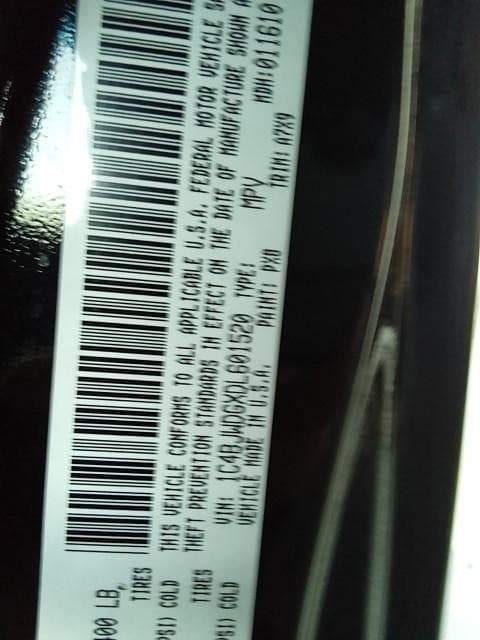 00 LB,
TIRES
PSI) COLD
TIRES
PSI) COLD
THIS VEHICLE CONFORMS TO ALL APPLICABLE U.S.A. FEDERAL MOTOR VEHICLE
THEFT PREVENTION STANDARDS IN EFFECT ON THE DATE OF MANUFACTURE SHOWN
VIN: 1C4BJWDGXDL601520 TYPE: MPV MDH: 011610
VEHICLE MADE IN U.S.A. PAINT: PX8 TRIM: A7X9